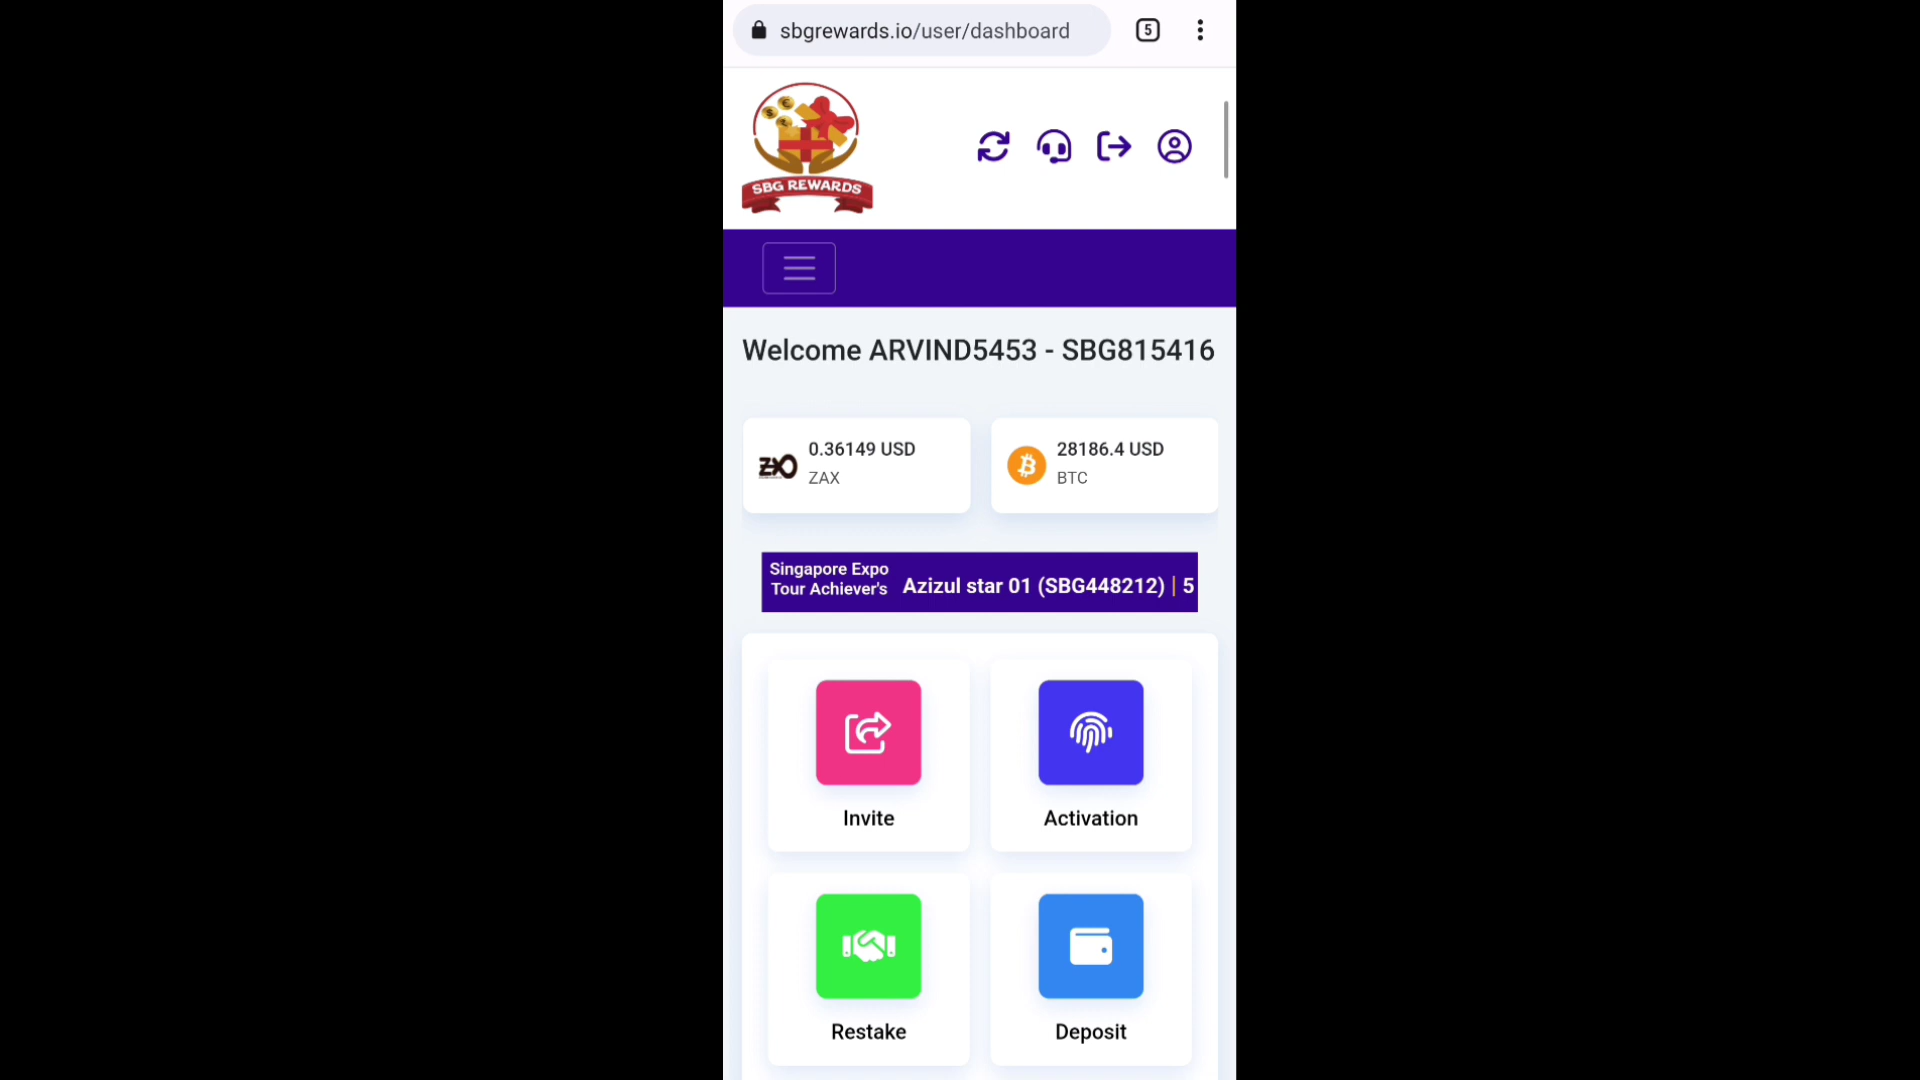 sbgrewards.io/user/dashboard
5
SBG REWARDS
Welcome ARVIND5453 - SBG815416
0.36149 USD
ZAX
28186.4 USD
BTC
Singapore Expo
Tour Achiever's
Azizul star 01 (SBG448212) | 5
Invite
Activation
Restake
Deposit